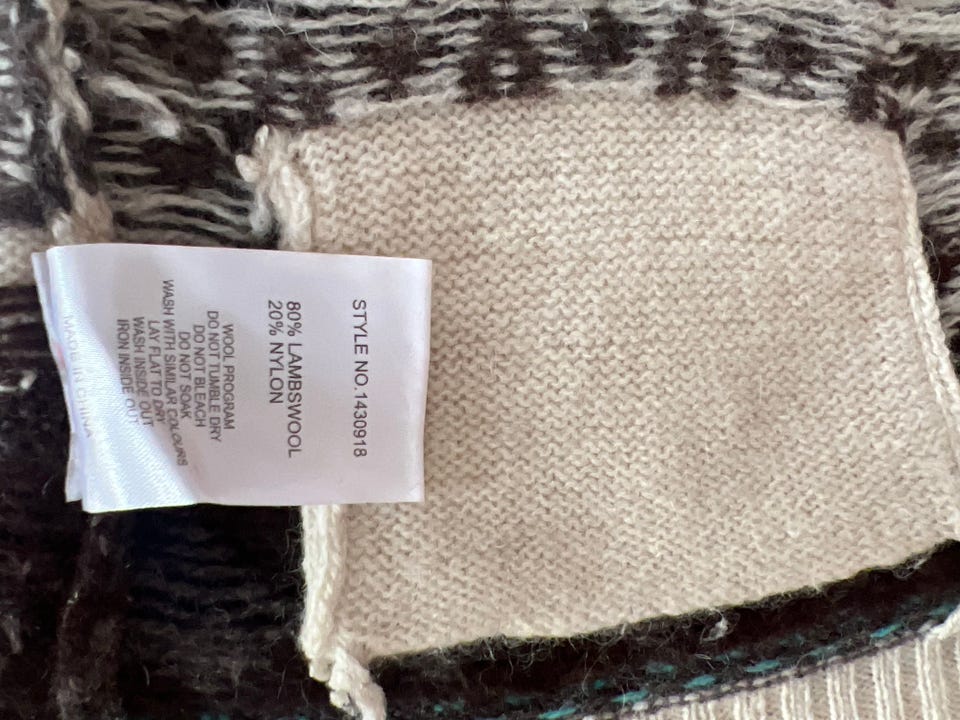 STYLE NO.1430918
80% LAMBSWOOL
20% NYLON
WOOL PROGRAM
DO NOT TUMBLE DRY
DO NOT BLEACH
DO NOT SOAK
WASH WITH SIMILAR COLOURS
LAY FLAT TO DRY
WASH INSIDE OUT
IRON INSIDE OUT
MADE IN CHINA